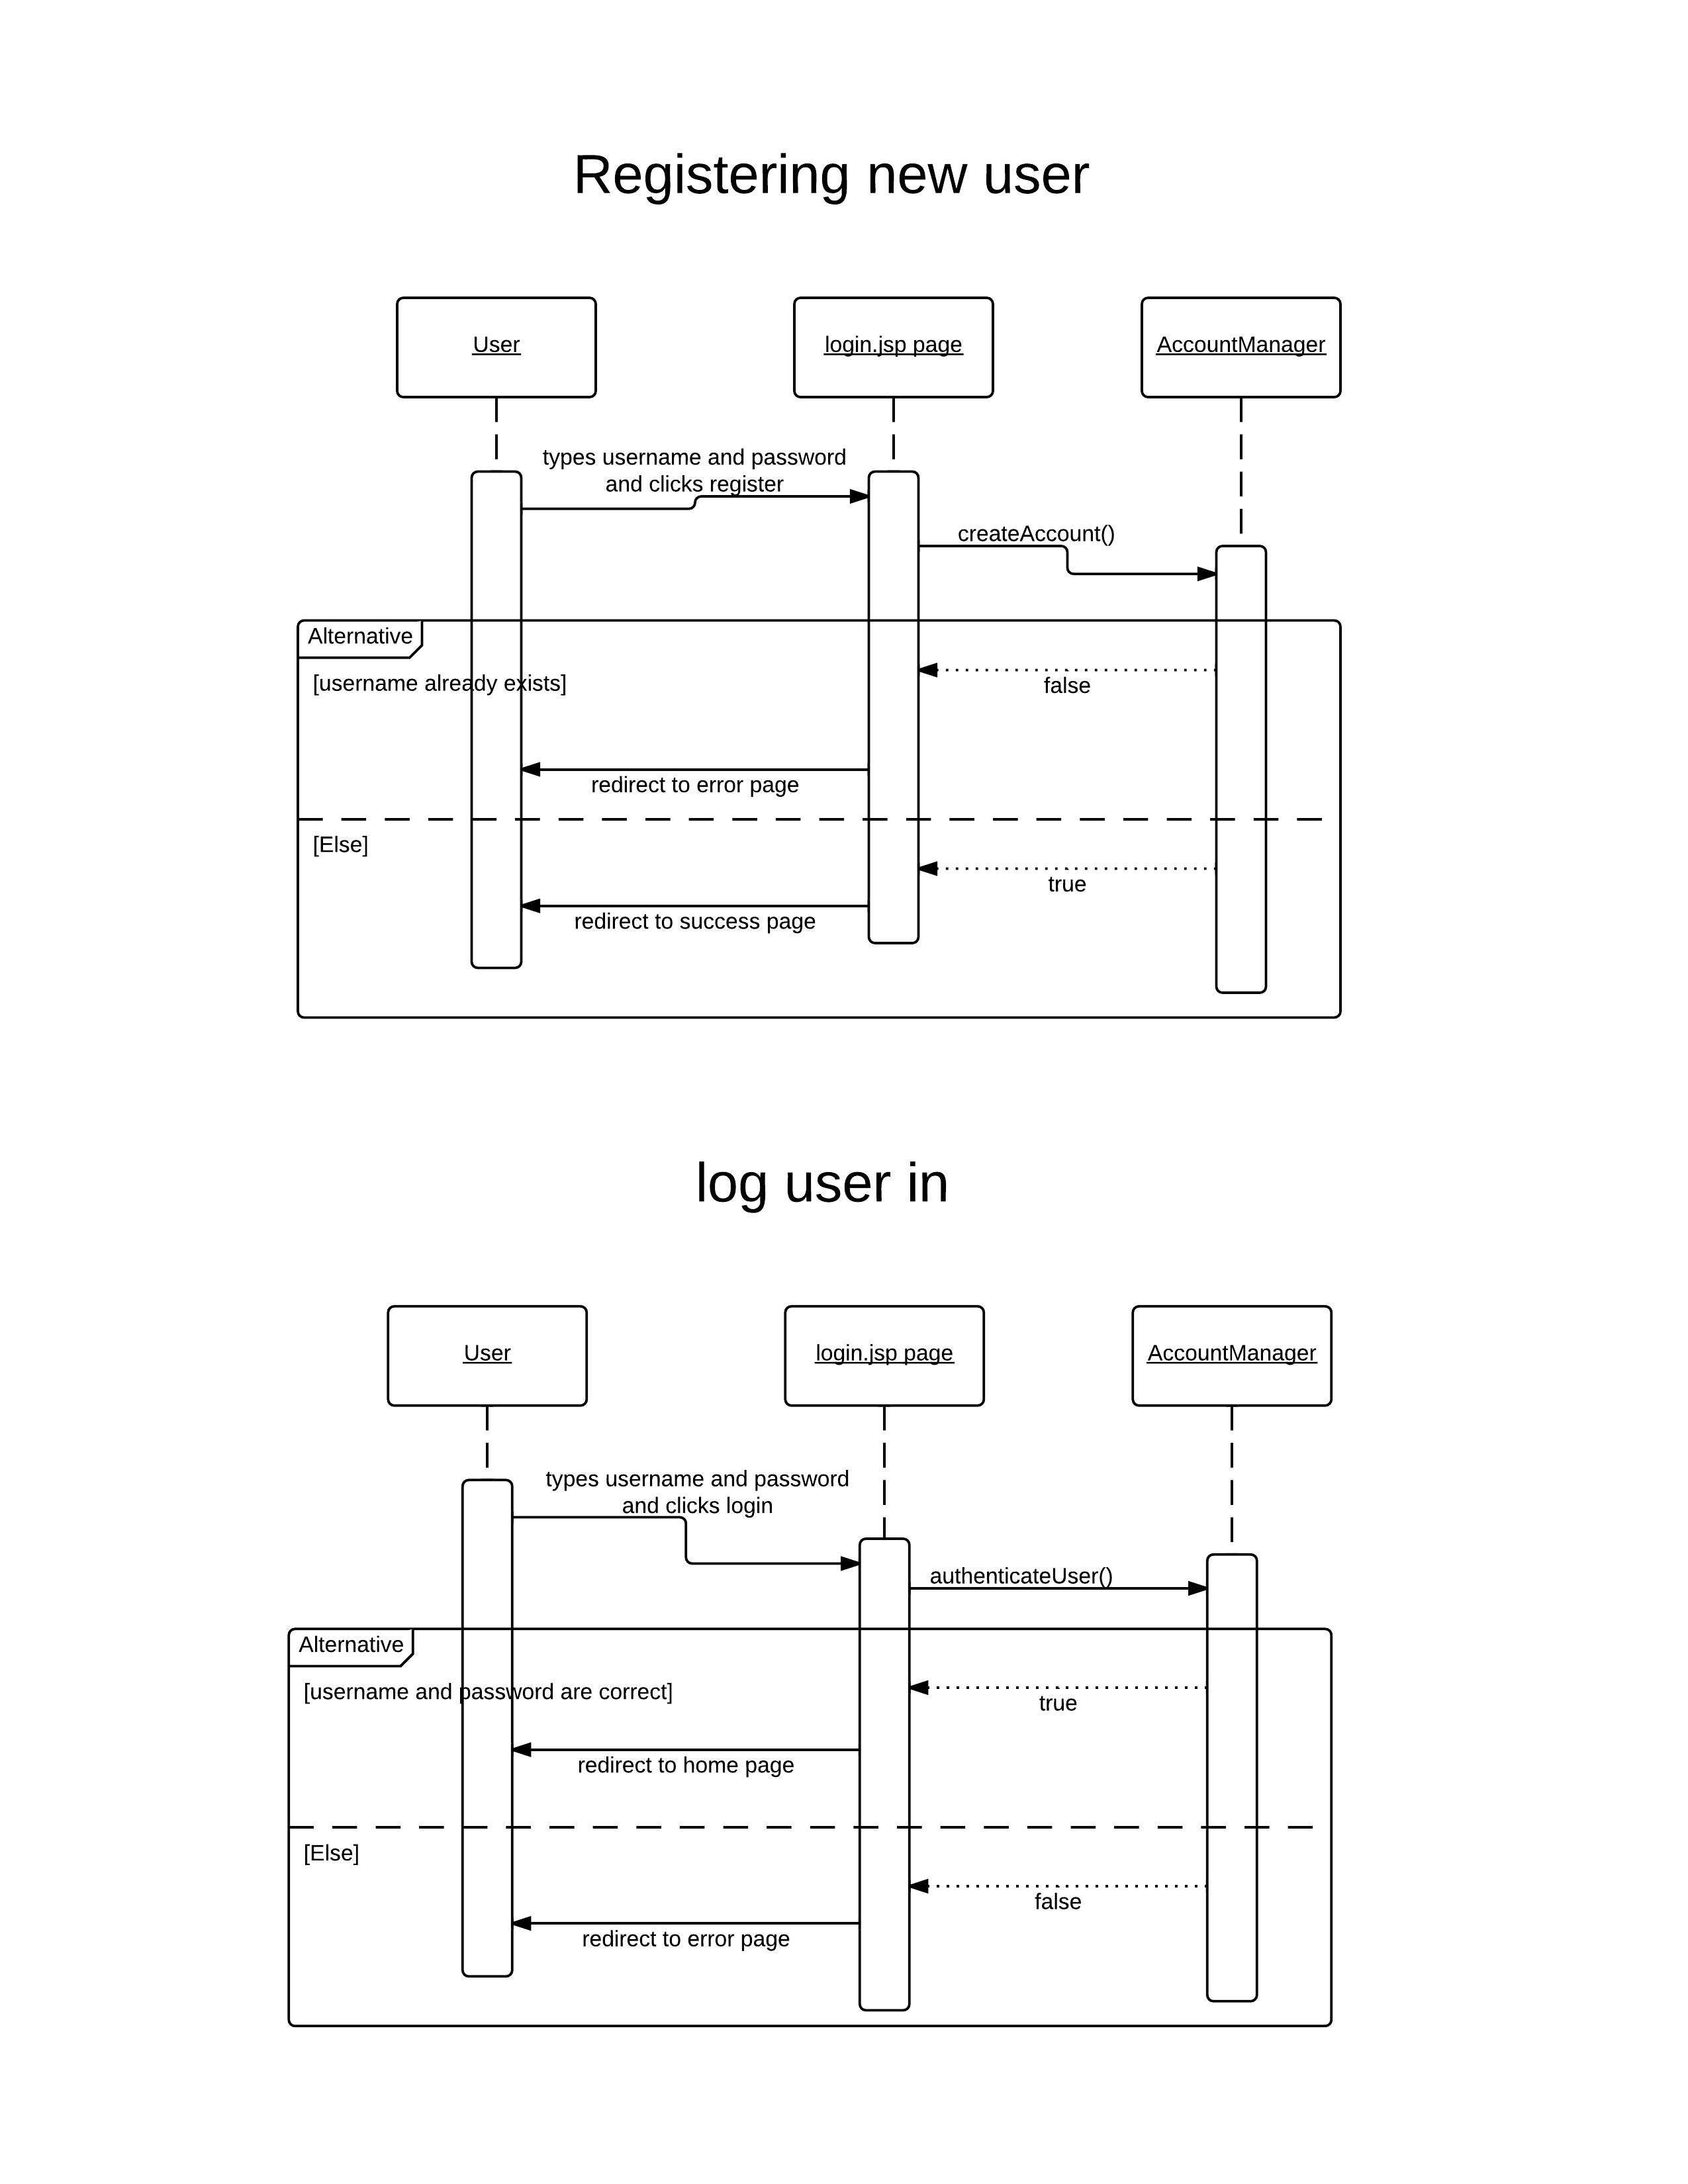 Registering new user
User
login.jsp page
AccountManager
types username and password
and clicks register
createAccount()
Alternative
[username already exists]
false
redirect to error page
[Else]
true
redirect to success page
log user in
User
login.jsp page
AccountManager
types username and password
and clicks login
authenticateUser()
Alternative
[username and password are correct]
true
redirect to home page
[Else]
false
redirect to error page